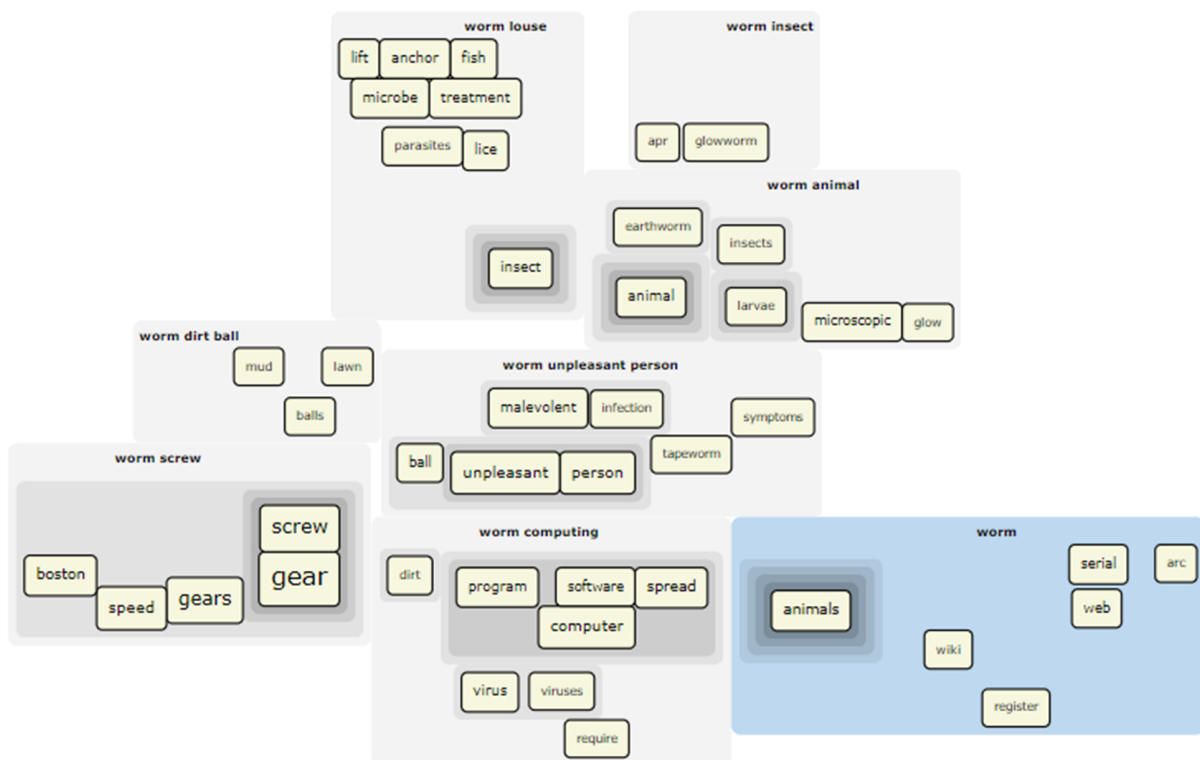 worm louse
lift anchor fish
microbe treatment
parasites lice
insect
worm insect
apr glowworm
worm animal
earthworm insects
animal larvae
microscopic glow
worm dirt ball
mud lawn
balls
worm unpleasant person
malevolent infection
symptoms
ball unpleasant person tapeworm
worm screw
screw
gear
boston speed gears
worm computing
dirt program software spread
computer
virus viruses
require
worm
serial arc
animals web
wiki
register